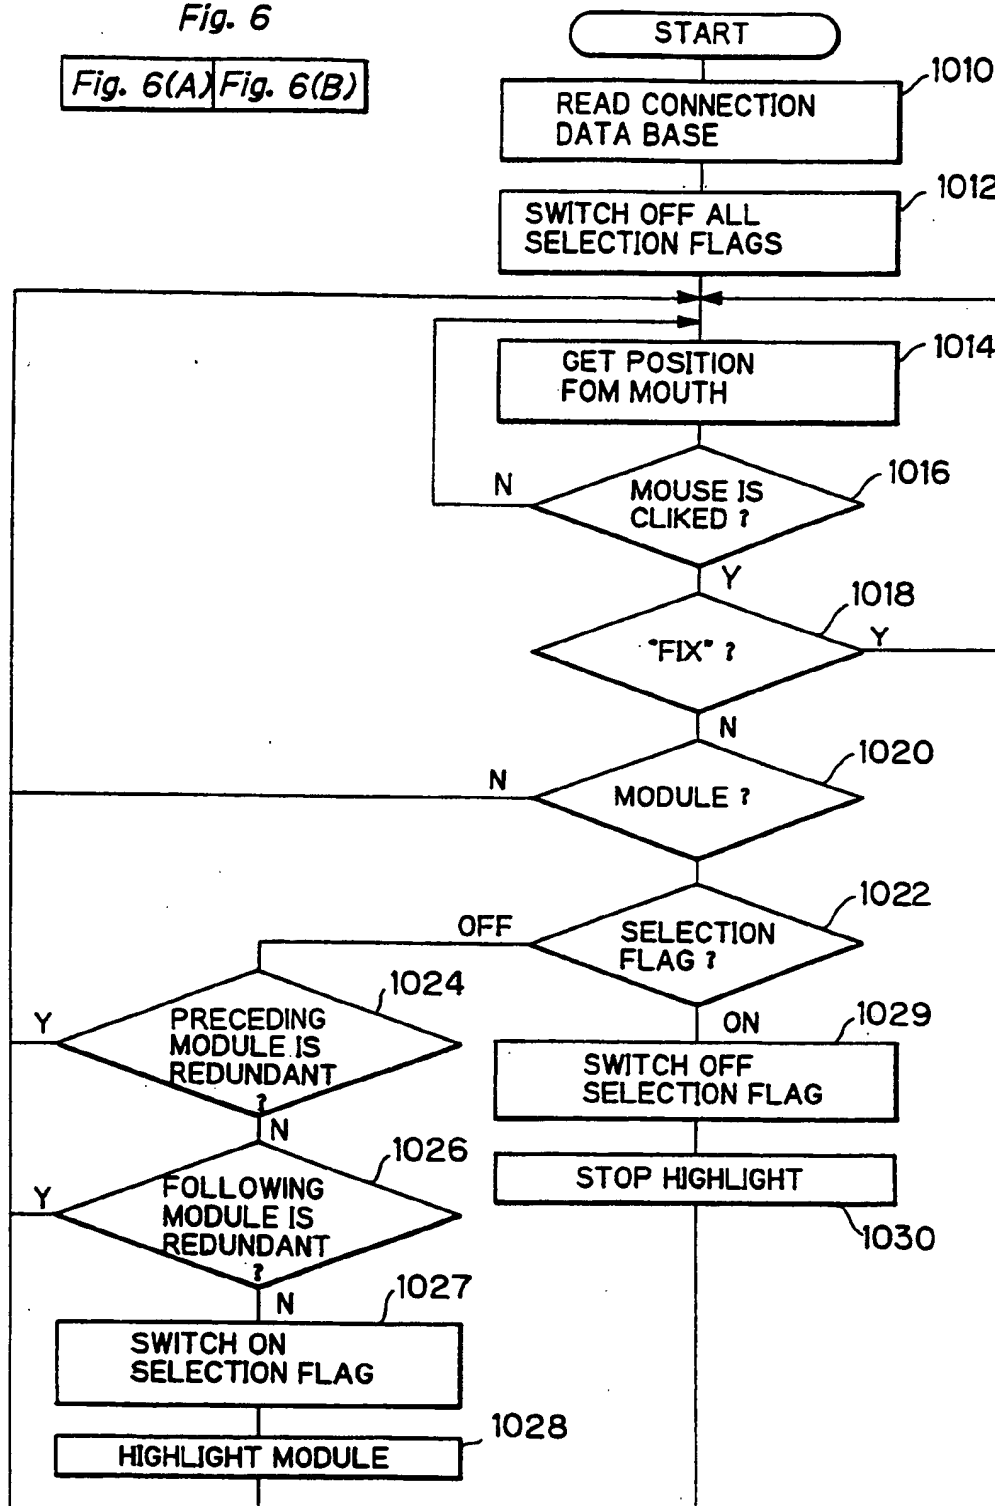 Fig. 6
Fig. 6(A) Fig. 6(B)
START
1010
READ CONNECTION
DATA BASE
1012
SWITCH OFF ALL
SELECTION FLAGS
1014
GET POSITION
FOM MOUTH
1016
N
MOUSE IS
CLIKED ?
Y
1018
"FIX" ?
Y
N
1020
N
MODULE ?
1022
OFF
SELECTION
FLAG ?
ON
1024
Y
PRECEDING
MODULE IS
REDUNDANT
?
N
1029
SWITCH OFF
SELECTION FLAG
1026
Y
FOLLOWING
MODULE IS
REDUNDANT
?
N
STOP HIGHLIGHT
1030
1027
SWITCH ON
SELECTION FLAG
1028
HIGHLIGHT MODULE